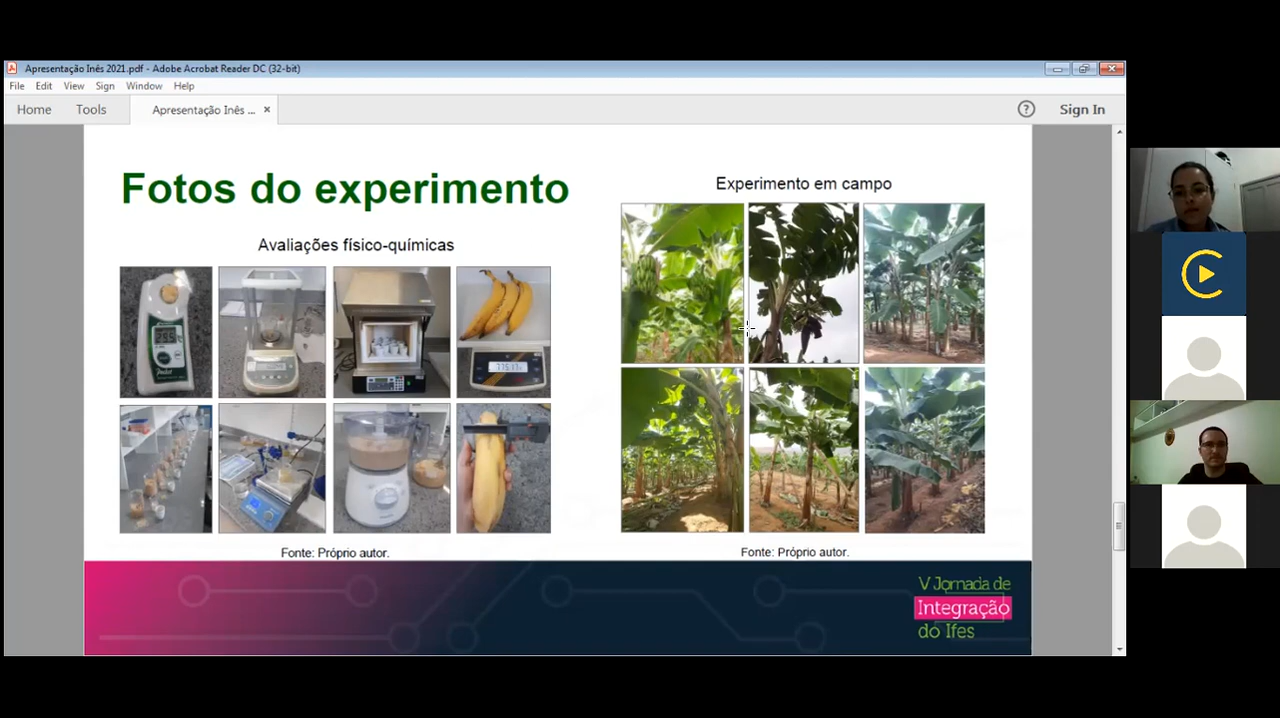 Apresentação Inês 2021.pdf - Adobe Acrobat Reader DC (32-bit)
File Edit View Sign Window Help
Home Tools Apresentação Inês ... × ? Sign In
Fotos do experimento
Avaliações físico-químicas
Fonte: Próprio autor.
Experimento em campo
Fonte: Próprio autor.
V Jornada de
Integração
do Ifes